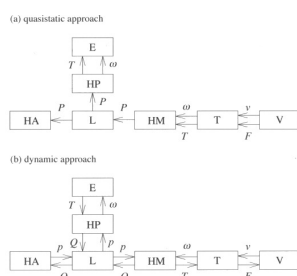 (a) quasistatic approach
E
T ω
HP
P
P P ω v
HA L HM T V
T F
(b) dynamic approach
E
T ω
HP
Q p
p p ω v
HA L HM T V
Q Q T F